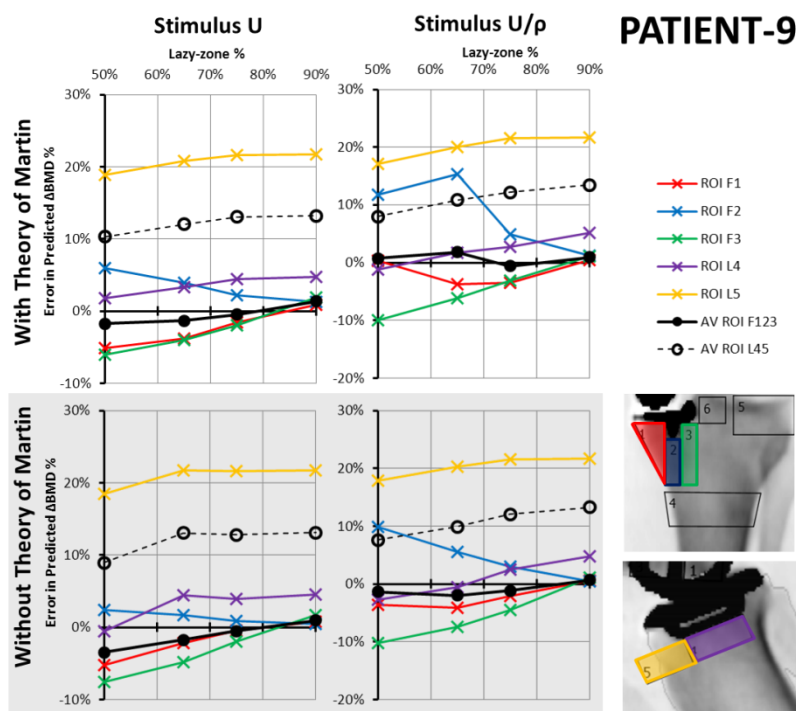 Stimulus U
Stimulus U/ρ
PATIENT-9
Lazy-zone %
Lazy-zone %
50% 60% 70% 80% 90%
50% 60% 70% 80% 90%
With Theory of Martin
Error in Predicted ΔBMD %
30%
20%
10%
0%
-10%
30%
20%
10%
0%
-10%
-20%
ROI F1
ROI F2
ROI F3
ROI L4
ROI L5
AV ROI F123
AV ROI L45
Without Theory of Martin
Error in Predicted ΔBMD %
30%
20%
10%
0%
-10%
30%
20%
10%
0%
-10%
-20%
1
2
3
6
5
4
1
5